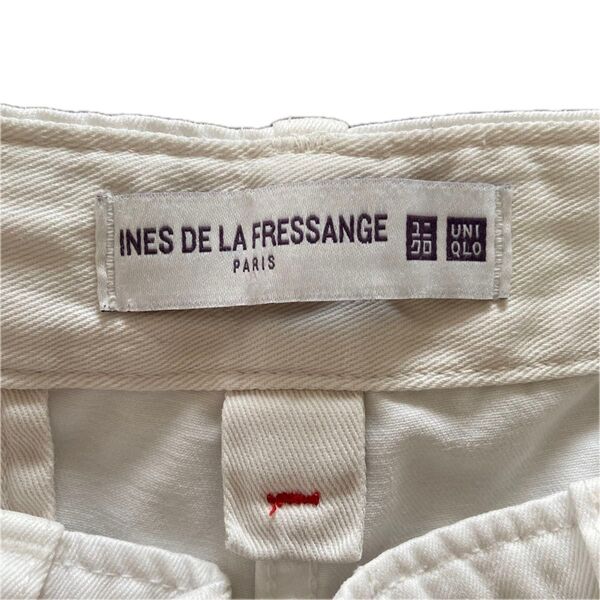 INES DE LA FRESSANGE
PARIS
ユニ
クロ
UNI
QLO